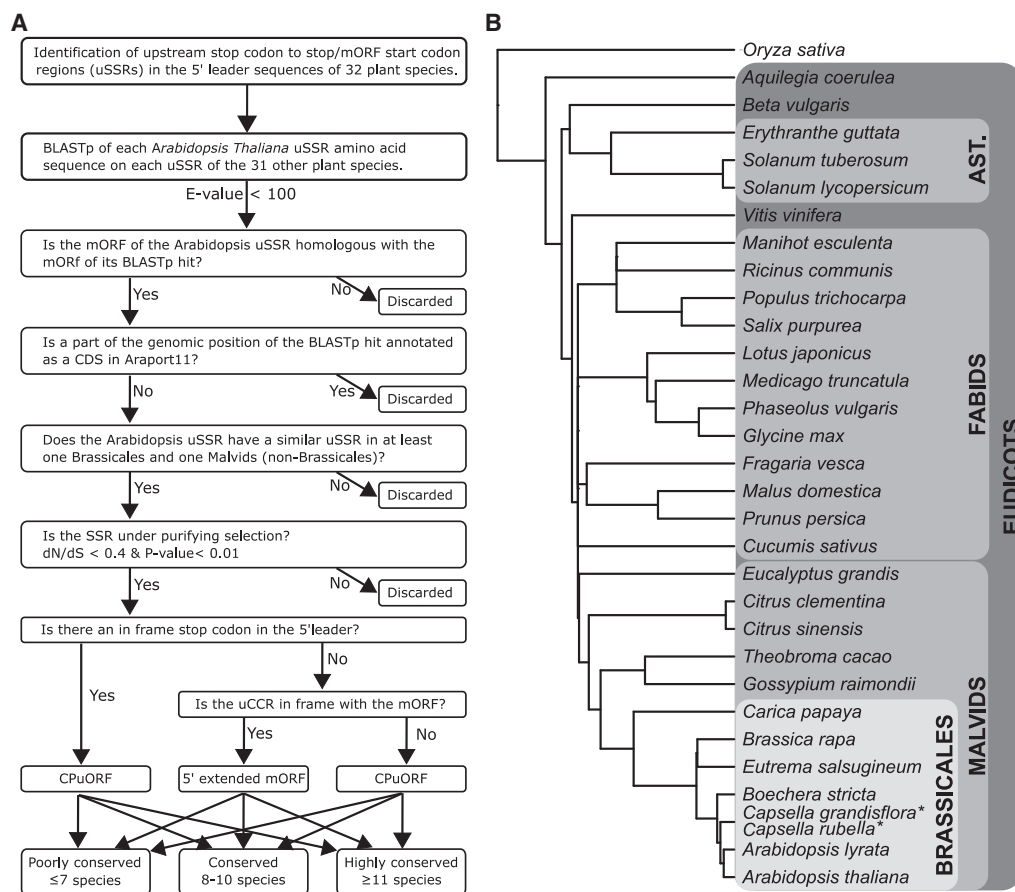 A
Identification of upstream stop codon to stop/mORF start codon
regions (uSSRs) in the 5' leader sequences of 32 plant species.
BLASTp of each Arabidopsis Thaliana uSSR amino acid
sequence on each uSSR of the 31 other plant species.
E-value < 100
Is the mORF of the Arabidopsis uSSR homologous with the
mORf of its BLASTp hit?
Yes
No
Discarded
Is a part of the genomic position of the BLASTp hit annotated
as a CDS in Araport11?
No
Yes
Discarded
Does the Arabidopsis uSSR have a similar uSSR in at least
one Brassicales and one Malvids (non-Brassicales)?
Yes
No
Discarded
Is the SSR under purifying selection?
dN/dS < 0.4 & P-value< 0.01
Yes
No
Discarded
Is there an in frame stop codon in the 5'leader?
Yes
No
Is the uCCR in frame with the mORF?
Yes
No
CPuORF
5' extended mORF
CPuORF
Poorly conserved
≤7 species
Conserved
8-10 species
Highly conserved
≥11 species
B
Oryza sativa
Aquilegia coerulea
Beta vulgaris
Erythranthe guttata
Solanum tuberosum
Solanum lycopersicum
Vitis vinifera
Manihot esculenta
Ricinus communis
Populus trichocarpa
Salix purpurea
Lotus japonicus
Medicago truncatula
Phaseolus vulgaris
Glycine max
Fragaria vesca
Malus domestica
Prunus persica
Cucumis sativus
Eucalyptus grandis
Citrus clementina
Citrus sinensis
Theobroma cacao
Gossypium raimondii
Carica papaya
Brassica rapa
Eutrema salsugineum
Boechera stricta
Capsella grandisflora*
Capsella rubella*
Arabidopsis lyrata
Arabidopsis thaliana
AST.
FABIDS
BRASSICALES
MALVIDS
EUDICOTS